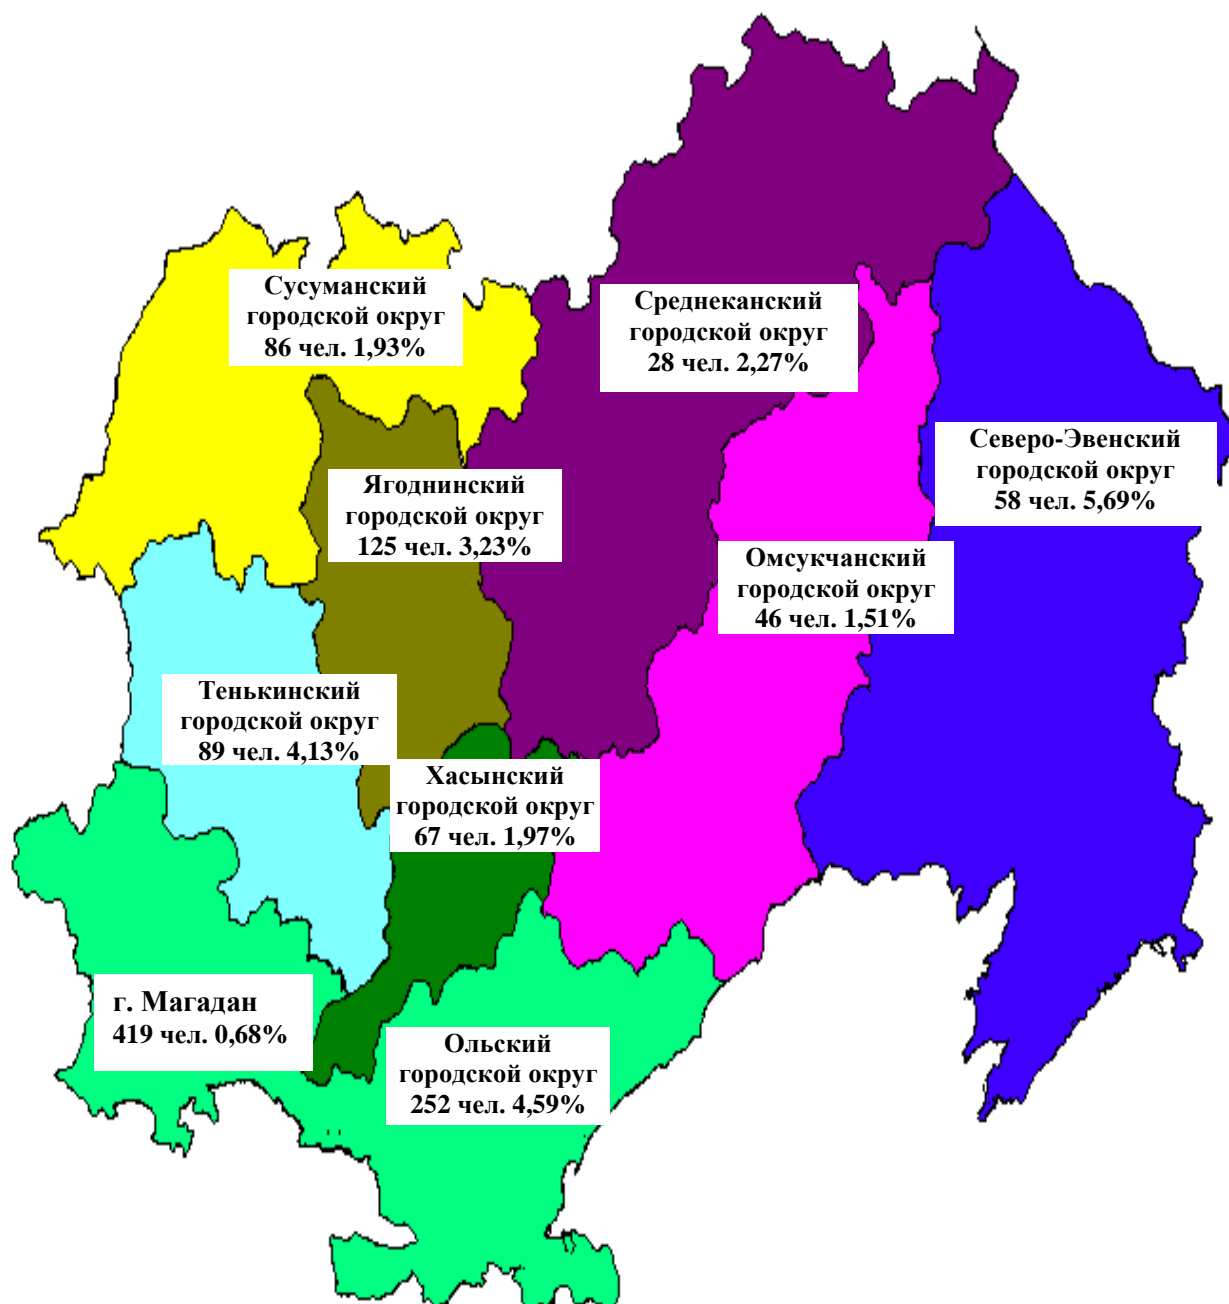 Сусуманский
городской округ
86 чел. 1,93%
Среднеканский
городской округ
28 чел. 2,27%
Северо-Эвенский
городской округ
58 чел. 5,69%
Ягоднинский
городской округ
125 чел. 3,23%
Омсукчанский
городской округ
46 чел. 1,51%
Тенькинский
городской округ
89 чел. 4,13%
Хасынский
городской округ
67 чел. 1,97%
г. Магадан
419 чел. 0,68%
Ольский
городской округ
252 чел. 4,59%